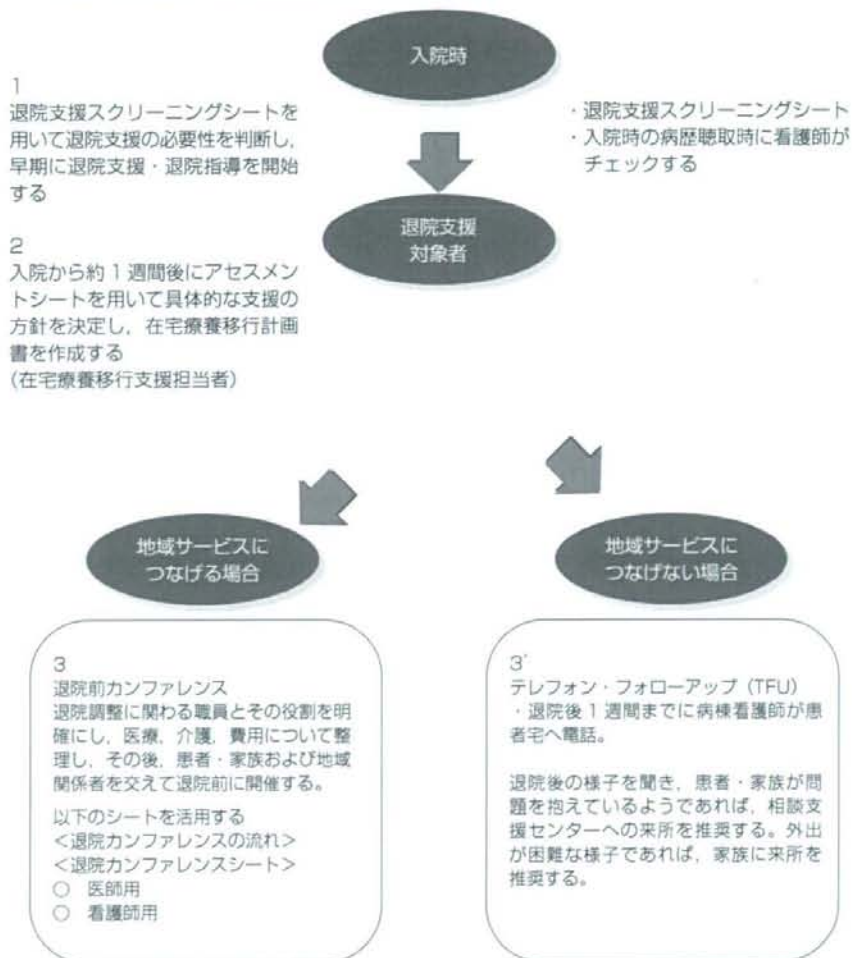 入院時
1
退院支援スクリーニングシートを
用いて退院支援の必要性を判断し,
早期に退院支援・退院指導を開始
する
・退院支援スクリーニングシート
・入院時の病歴聴取時に看護師が
チェックする
退院支援
対象者
2
入院から約1週間後にアセスメン
トシートを用いて具体的な支援の
方針を決定し,在宅療養移行計画
書を作成する
(在宅療養移行支援担当者)
地域サービスに
つなげる場合
3
退院前カンファレンス
退院調整に関わる職員とその役割を明
確にし,医療,介護,費用について整
理し,その後,患者・家族および地域
関係者を交えて退院前に開催する。
以下のシートを活用する
<退院カンファレンスの流れ>
<退院カンファレンスシート>
○ 医師用
○ 看護師用
地域サービスに
つなげない場合
3'
テレフォン・フォローアップ(TFU)
・退院後1週間までに病棟看護師が患
者宅へ電話。
退院後の様子を聞き,患者・家族が問
題を抱えているようであれば,相談支
援センターへの来所を推奨する。外出
が困難な様子であれば,家族に来所を
推奨する。